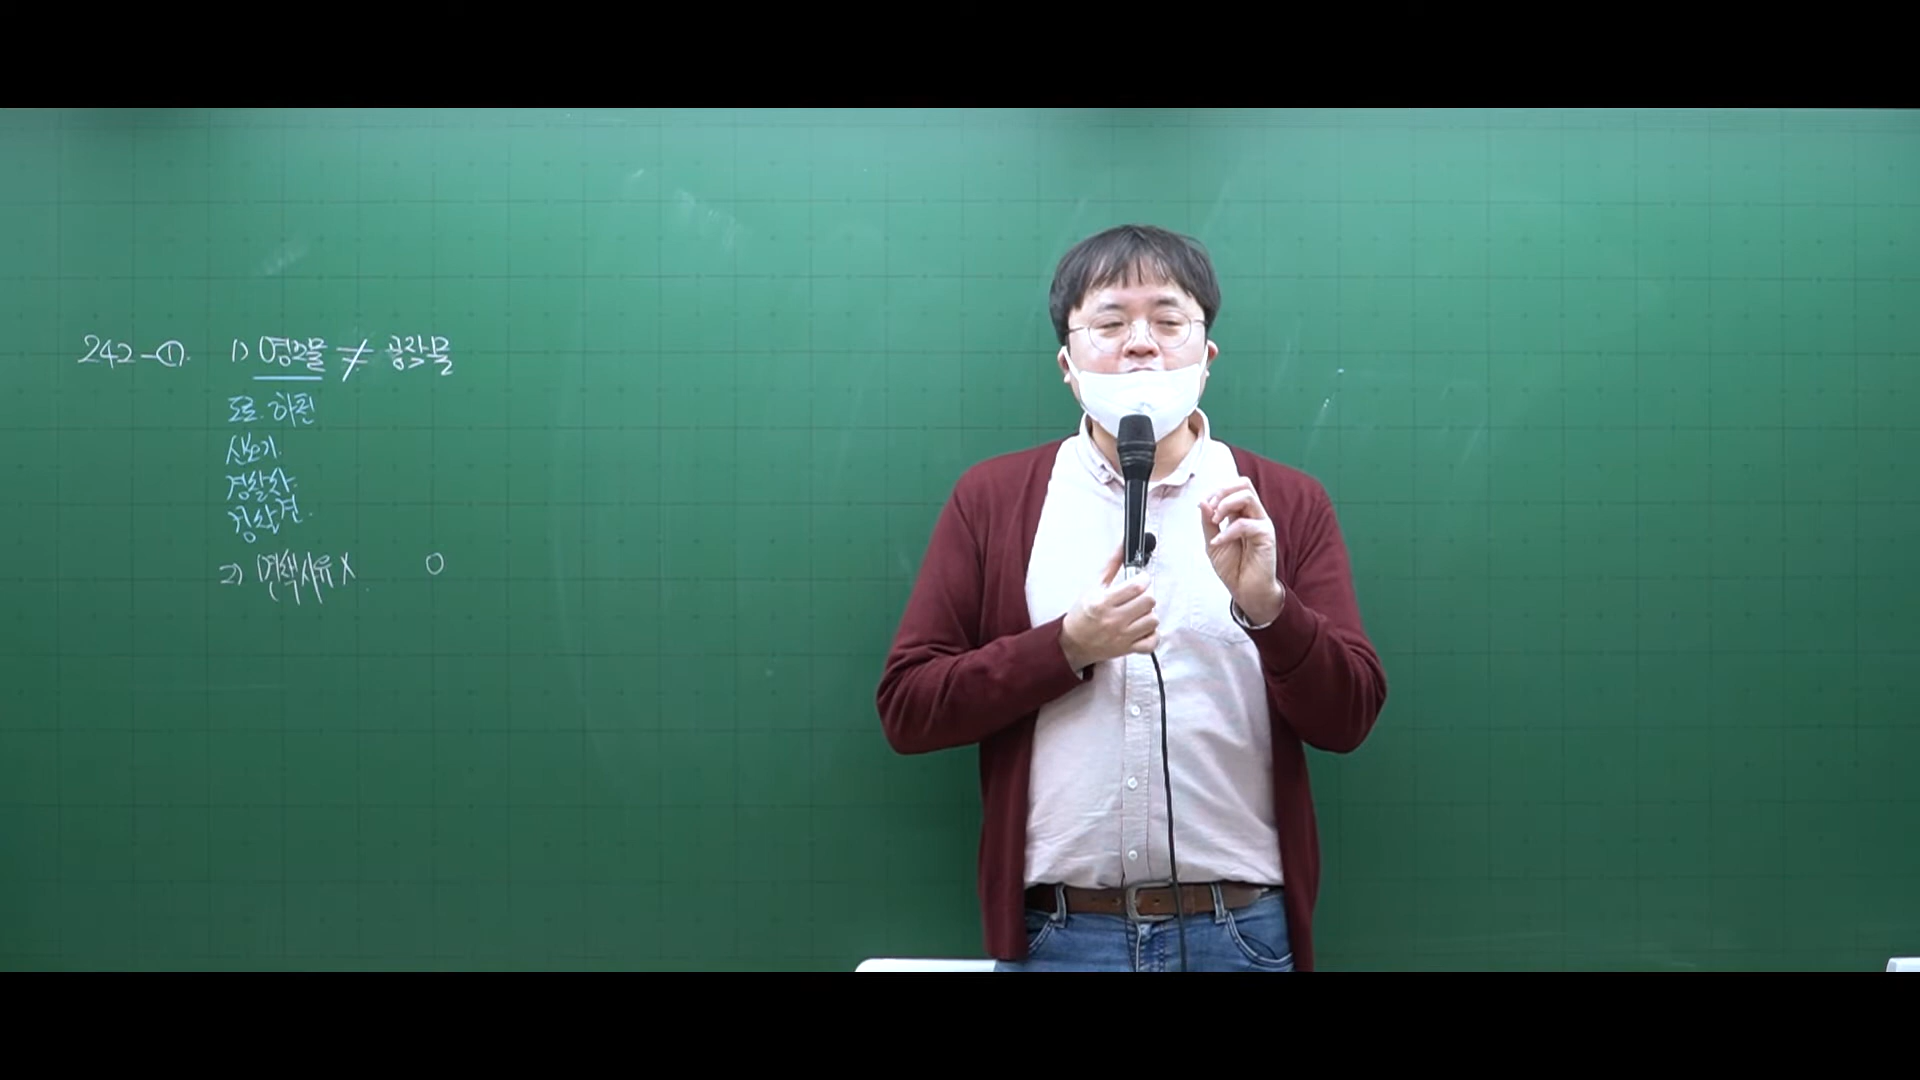 242-①. 1) 영조물 ≠ 공작물
도로. 하천
신호기.
경찰차.
경찰견.
2) 면책사유 X. O